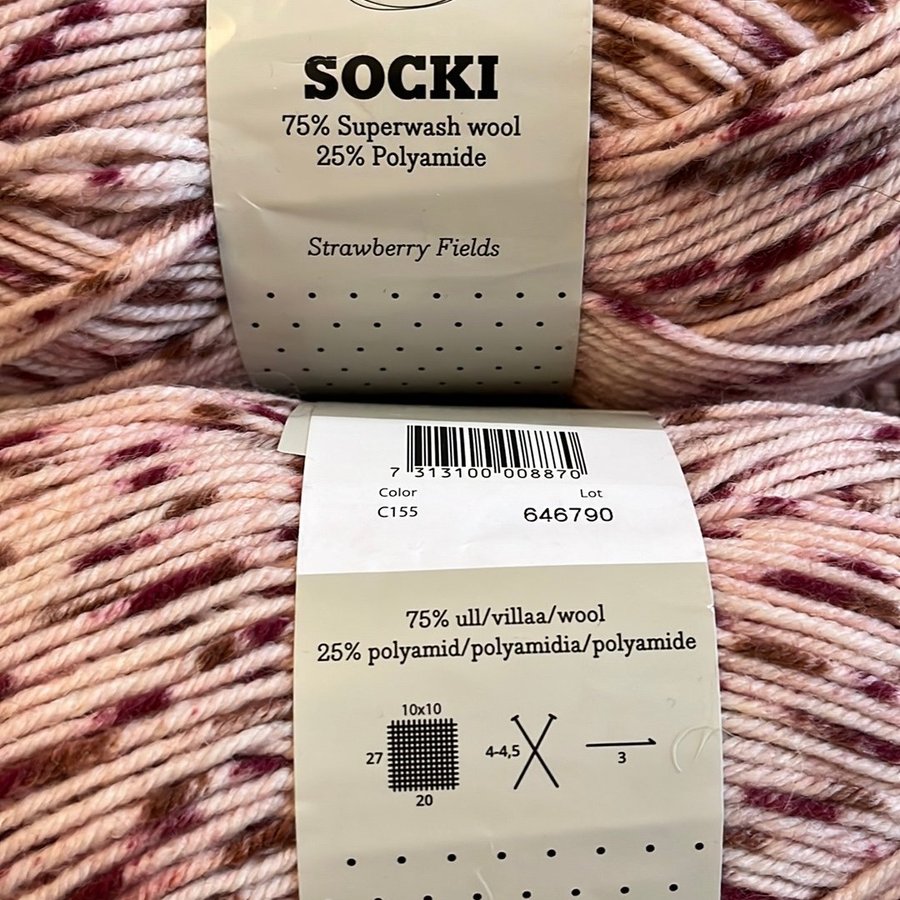 SOCKI
75% Superwash wool
25% Polyamide
Strawberry Fields
7 313100 008870
Color Lot
C155 646790
75% ull/villaa/wool
25% polyamid/polyamidia/polyamide
10x10
27
20
4-4,5
3